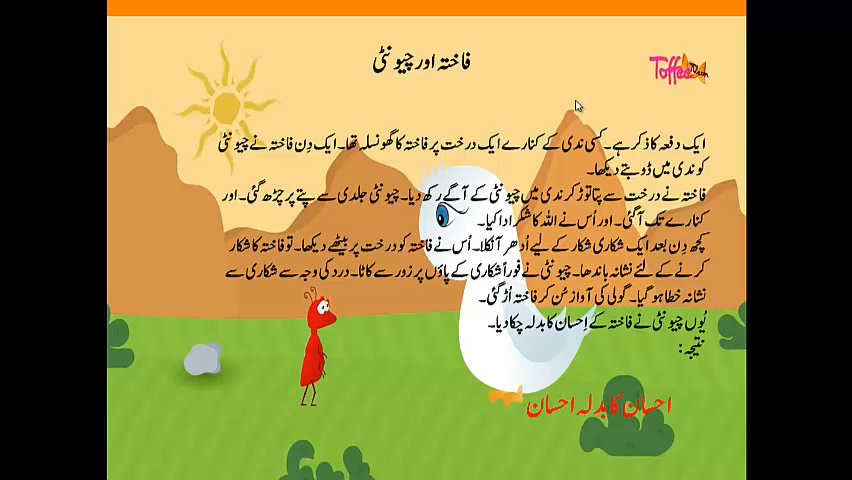 فاختہ اور چیونٹی
Toffee TV.com
ایک دفعہ کا ذکر ہے۔ کسی ندی کے کنارے ایک درخت پر فاختہ کا گھونسلہ تھا۔ ایک دِن فاختہ نے چیونٹی
کو ندی میں ڈوبتے دیکھا۔
فاختہ نے درخت سے پتا توڑ کر ندی میں چیونٹی کے آگے رکھ دیا۔ چیونٹی جلدی سے پتے پر چڑھ گئی۔ اور
کنارے تک آ گئی۔ اور اُس نے اللہ کا شکر ادا کیا۔
کچھ دِن بعد ایک شکاری شکار کے لیے اُدھر آ نکلا۔ اُس نے فاختہ کو درخت پر بیٹھے دیکھا۔ تو فاختہ کا شکار
کرنے کے لئے نشانہ باندھا۔ چیونٹی نے فوراً شکاری کے پاؤں پر زور سے کاٹا۔ درد کی وجہ سے شکاری سے
نشانہ خطا ہو گیا۔ گولی کی آواز سُن کر فاختہ اُڑ گئی۔
یُوں چیونٹی نے فاختہ کے اِحسان کا بدلہ چکا دیا۔
نتیجہ:
احسان کا بدلہ احسان